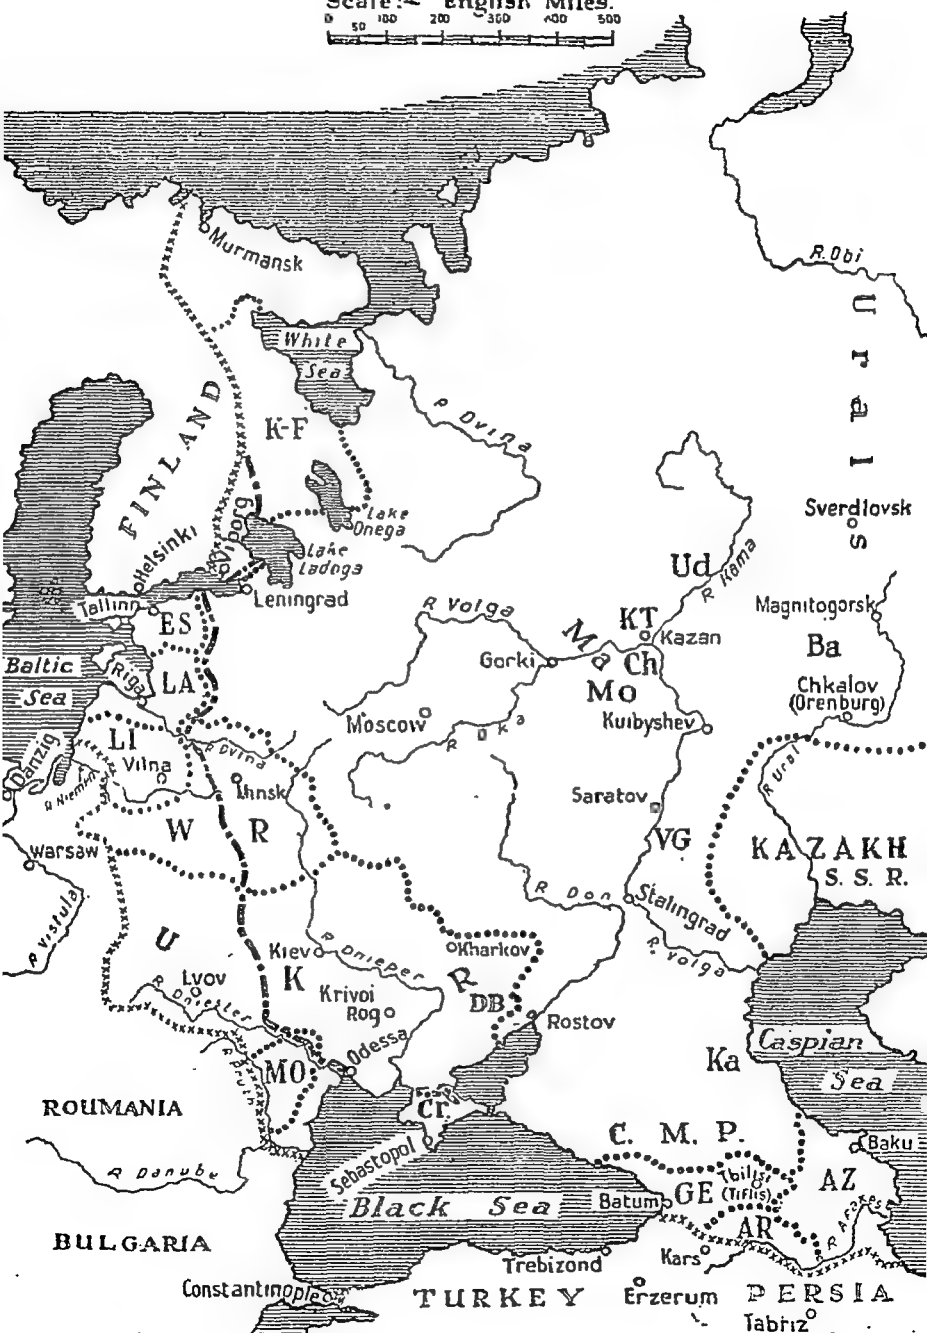 Scale: English Miles.
0 50 100 200 300 400 500
Murmansk
R. Obi
Urals
White
Sea
R Dvina
FINLAND
K-F
Lake
Onega
Viborg
Lake
Ladoga
Sverdlovsk
Helsinki
Leningrad
Tallinn
ES
Ud
R Kama
R Volga
Magnitogorsk
KT
Kazan
Baltic
Sea
Riga
LA
Gorki
Ma
Ch
Ba
Mo
Chkalov
(Orenburg)
Moscow
Kuibyshev
R Oka
LI
Vilna
R Dvina
Danzig
R Niemen
Minsk
R Ural
Saratov
W R
VG
KAZAKH
S. S. R.
Warsaw
R Vistula
R Don
Stalingrad
R. Volga
U
K
R
Kiev
R Dnieper
Kharkov
Lvov
R Dniester
Krivoi
Rog
DB
Rostov
Odessa
MO
R Pruth
Ka
Caspian
Sea
ROUMANIA
Cr.
Sebastopol
C. M. P.
Baku
R Danube
Tbilisi
(Tiflis)
GE
AZ
Black Sea
Batum
AR
R Araxes
BULGARIA
Trebizond
Kars
Constantinople
TURKEY
Erzerum
PERSIA
Tabriz